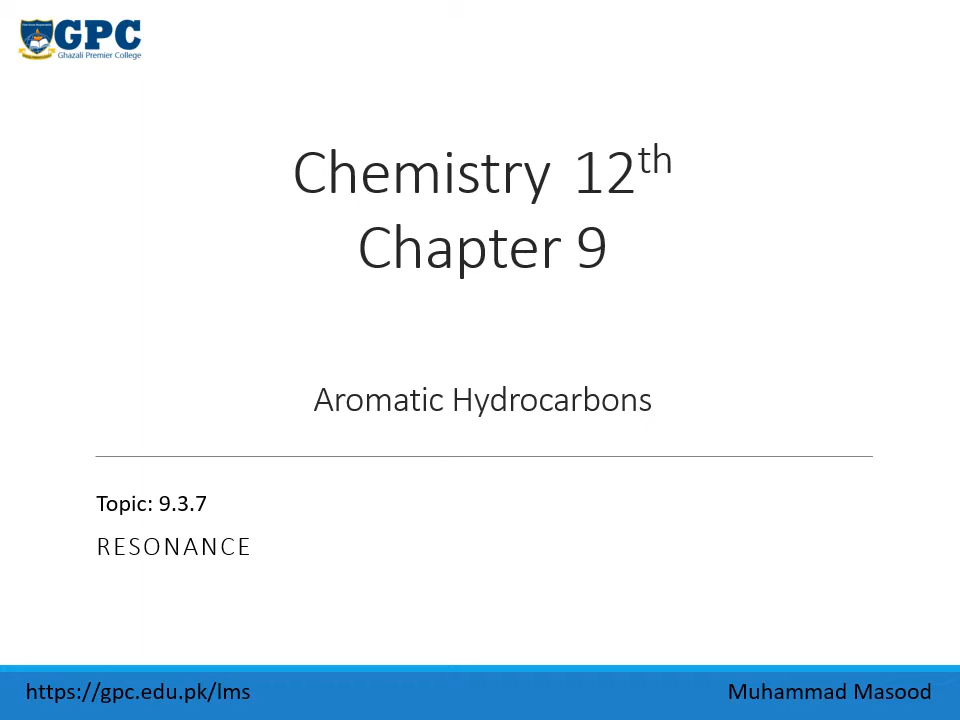 GPC
Ghazali Premier College
Chemistry 12th
Chapter 9
Aromatic Hydrocarbons
Topic: 9.3.7
RESONANCE
https://gpc.edu.pk/lms
Muhammad Masood